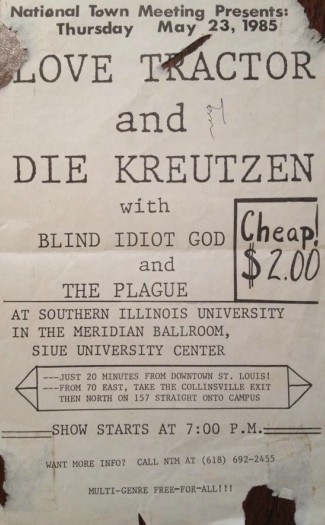 National Town Meeting Presents:
Thursday May 23, 1985
LOVE TRACTOR
and
DIE KREUTZEN
with
BLIND IDIOT GOD
and
THE PLAGUE
Cheap!
$2.00
AT SOUTHERN ILLINOIS UNIVERSITY
IN THE MERIDIAN BALLROOM,
SIUE UNIVERSITY CENTER
---JUST 20 MINUTES FROM DOWNTOWN ST. LOUIS!
---FROM 70 EAST, TAKE THE COLLINSVILLE EXIT
THEN NORTH ON 157 STRAIGHT ONTO CAMPUS
SHOW STARTS AT 7:00 P.M.
WANT MORE INFO? CALL NTM AT (618) 692-2455
MULTI-GENRE FREE-FOR-ALL!!!